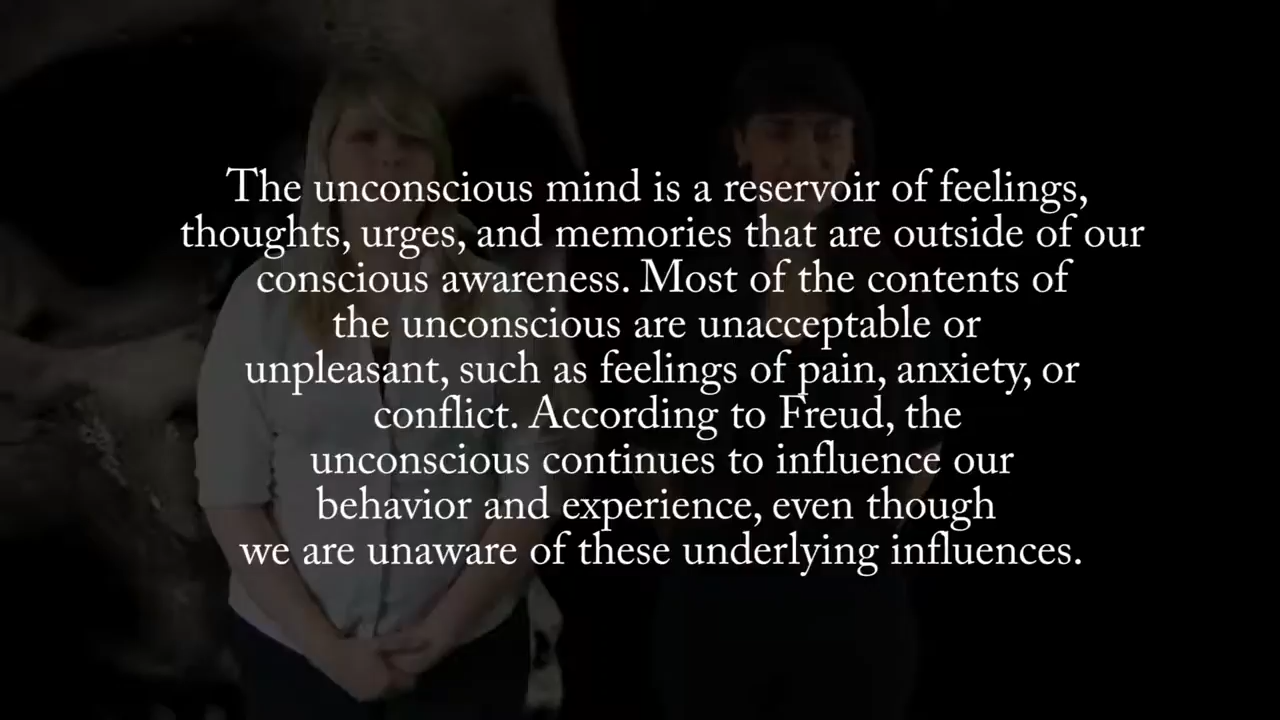 The unconscious mind is a reservoir of feelings,
thoughts, urges, and memories that are outside of our
conscious awareness. Most of the contents of
the unconscious are unacceptable or
unpleasant, such as feelings of pain, anxiety, or
conflict. According to Freud, the
unconscious continues to influence our
behavior and experience, even though
we are unaware of these underlying influences.